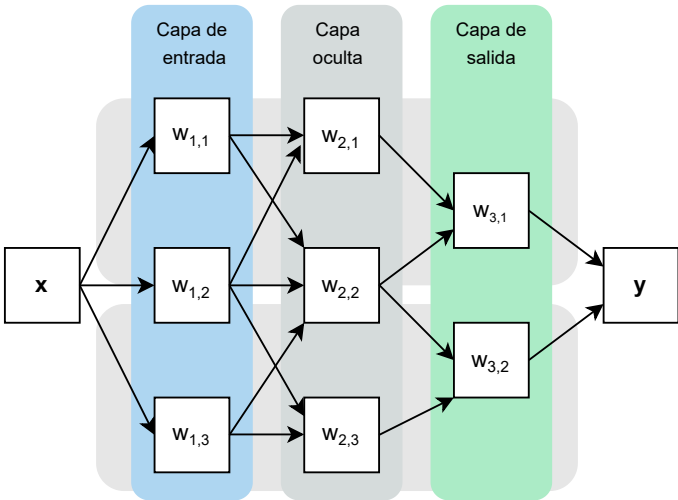 Capa de
entrada
Capa
oculta
Capa de
salida
w1,1
w2,1
w3,1
x
w1,2
w2,2
y
w3,2
w1,3
w2,3